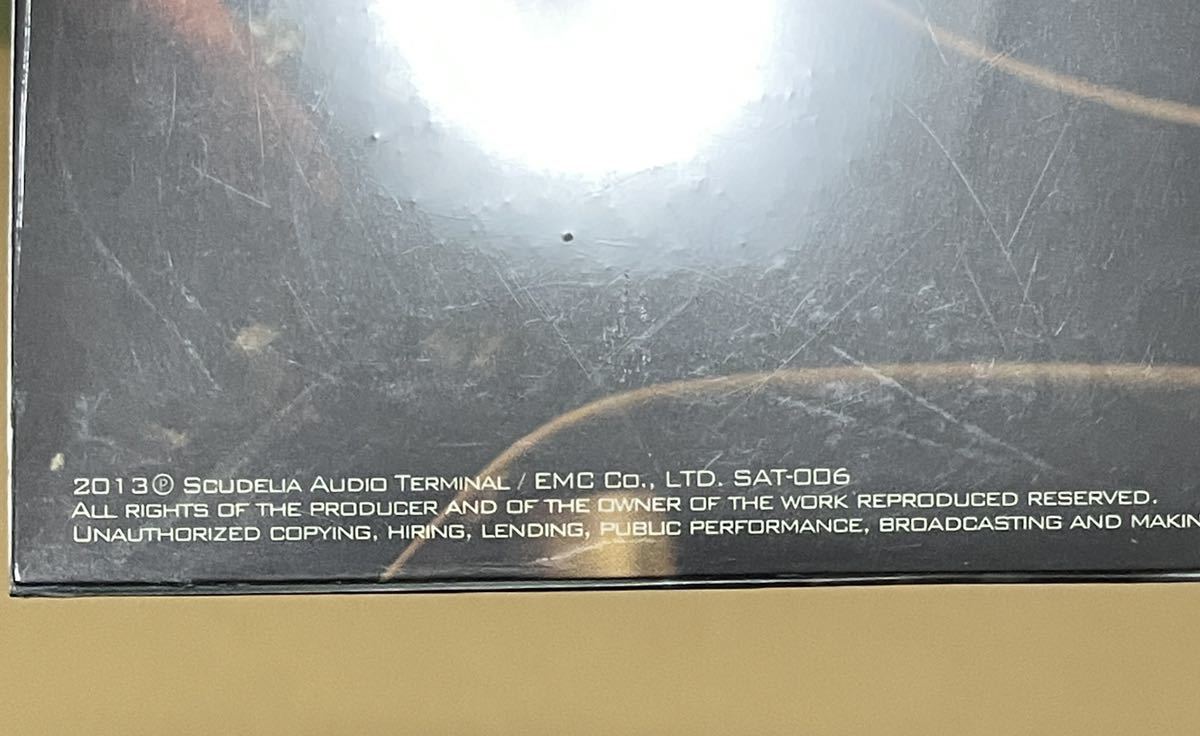 2013℗ Scudelia Audio Terminal / EMC Co., LTD. SAT-006
All rights of the producer and of the owner of the work reproduced reserved.
Unauthorized copying, hiring, lending, public performance, broadcasting and makin